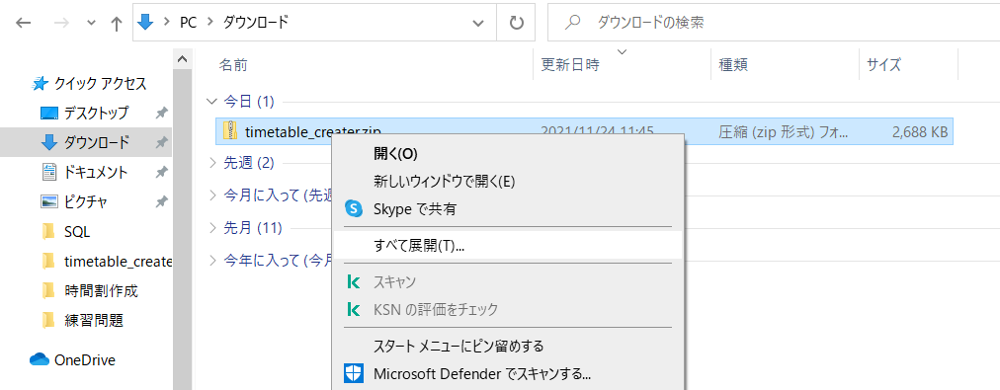 PC ダウンロード
ダウンロードの検索
名前 更新日時 種類 サイズ
クイック アクセス
デスクトップ
ダウンロード
ドキュメント
ピクチャ
SQL
timetable_create
時間割作成
練習問題
OneDrive
今日 (1)
timetable_creater.zip 2021/11/24 11:45 圧縮 (zip 形式) フォ... 2,688 KB
先週 (2)
今月に入って (先週
先月 (11)
今年に入って (今月
開く(O)
新しいウィンドウで開く(E)
Skype で共有
すべて展開(T)...
スキャン
KSN の評価をチェック
スタート メニューにピン留めする
Microsoft Defender でスキャンする...